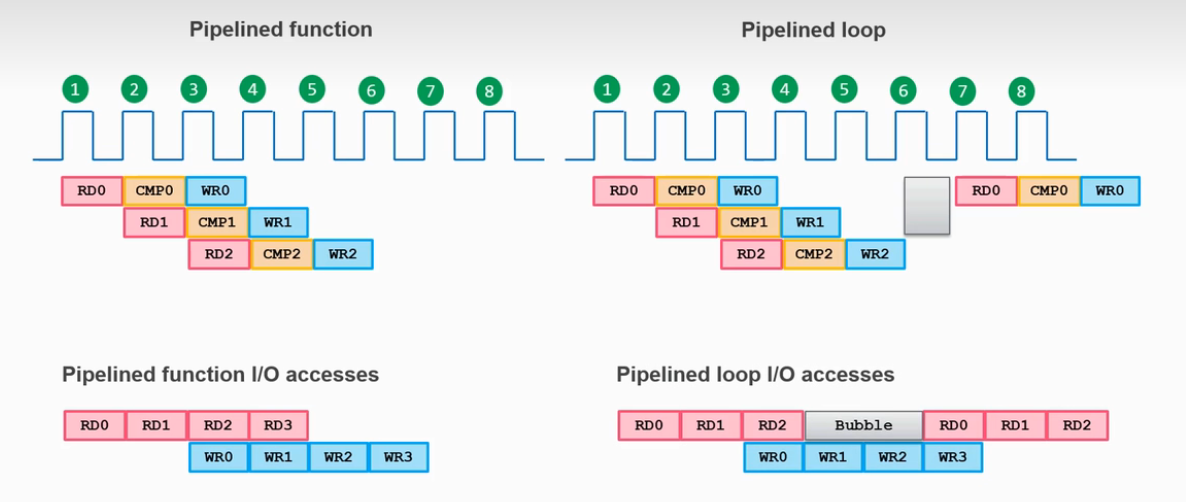 Pipelined function
Pipelined loop
1 2 3 4 5 6 7 8
1 2 3 4 5 6 7 8
RD0 CMP0 WR0
RD1 CMP1 WR1
RD2 CMP2 WR2
RD0 CMP0 WR0 RD0 CMP0 WR0
RD1 CMP1 WR1
RD2 CMP2 WR2
Pipelined function I/O accesses
RD0 RD1 RD2 RD3
WR0 WR1 WR2 WR3
Pipelined loop I/O accesses
RD0 RD1 RD2 Bubble RD0 RD1 RD2
WR0 WR1 WR2 WR3